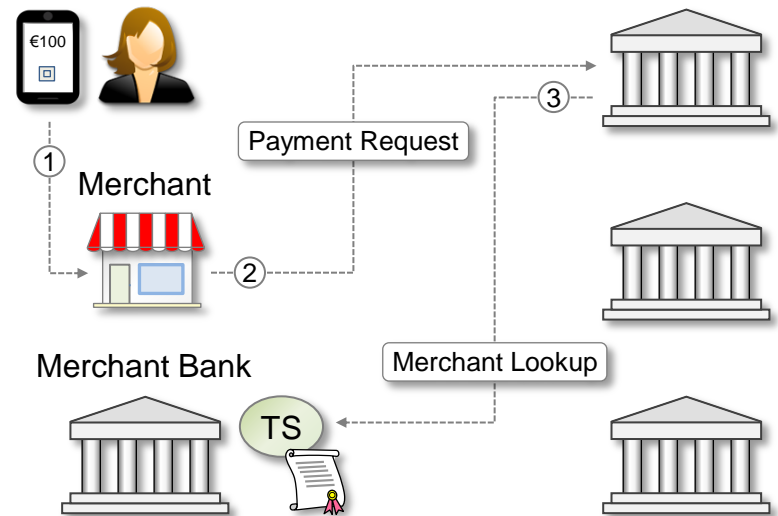 €100
3
Payment Request
1
Merchant
2
Merchant Lookup
Merchant Bank
TS